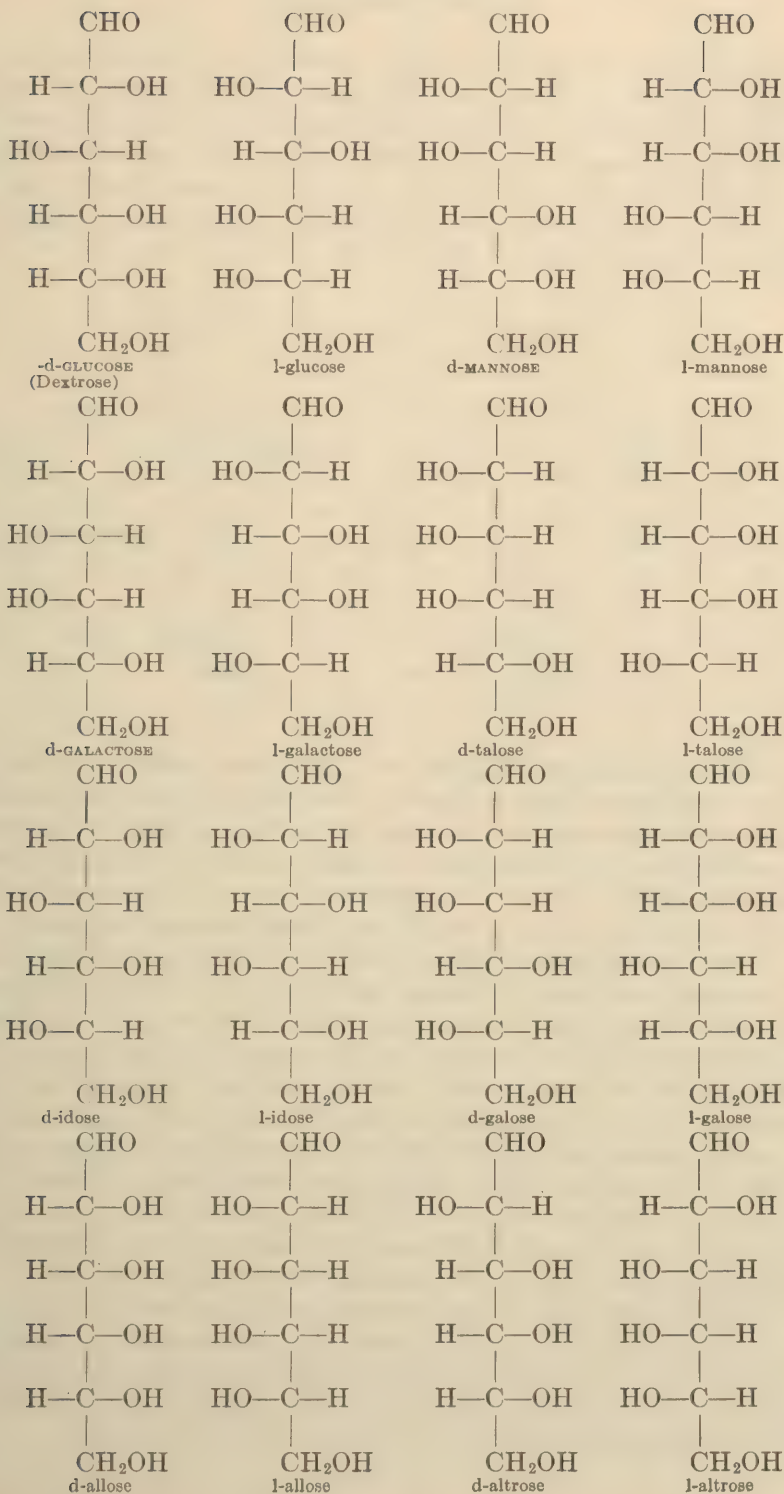 CHO CHO CHO CHO
H—C—OH HO—C—H HO—C—H H—C—OH
HO—C—H H—C—OH HO—C—H H—C—OH
H—C—OH HO—C—H H—C—OH HO—C—H
H—C—OH HO—C—H H—C—OH HO—C—H
CH₂OH CH₂OH CH₂OH CH₂OH
-d-GLUCOSE l-glucose d-MANNOSE l-mannose
(Dextrose)
CHO CHO CHO CHO
H—C—OH HO—C—H HO—C—H H—C—OH
HO—C—H H—C—OH HO—C—H H—C—OH
HO—C—H H—C—OH HO—C—H H—C—OH
H—C—OH HO—C—H H—C—OH HO—C—H
CH₂OH CH₂OH CH₂OH CH₂OH
d-GALACTOSE l-galactose d-talose l-talose
CHO CHO CHO CHO
H—C—OH HO—C—H HO—C—H H—C—OH
HO—C—H H—C—OH HO—C—H H—C—OH
H—C—OH HO—C—H H—C—OH HO—C—H
HO—C—H H—C—OH HO—C—H H—C—OH
CH₂OH CH₂OH CH₂OH CH₂OH
d-idose l-idose d-galose l-galose
CHO CHO CHO CHO
H—C—OH HO—C—H HO—C—H H—C—OH
H—C—OH HO—C—H H—C—OH HO—C—H
H—C—OH HO—C—H H—C—OH HO—C—H
H—C—OH HO—C—H H—C—OH HO—C—H
CH₂OH CH₂OH CH₂OH CH₂OH
d-allose l-allose d-altrose l-altrose